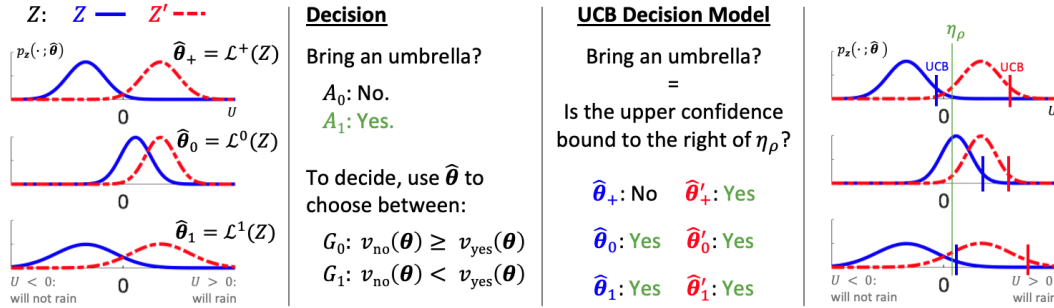 Z: Z Z′
p_z(· ; θ̂)
θ̂₊ = ℒ⁺(Z)
0
U
θ̂₀ = ℒ⁰(Z)
0
θ̂₁ = ℒ¹(Z)
U < 0:
will not rain
0
U > 0:
will rain
Decision
Bring an umbrella?
A₀: No.
A₁: Yes.
To decide, use θ̂ to
choose between:
G₀: v_no(θ) ≥ v_yes(θ)
G₁: v_no(θ) < v_yes(θ)
UCB Decision Model
Bring an umbrella?
=
Is the upper confidence
bound to the right of η_ρ?
θ̂₊: No θ̂′₊: Yes
θ̂₀: Yes θ̂′₀: Yes
θ̂₁: Yes θ̂′₁: Yes
η_ρ
p_z(· ; θ̂)
UCB UCB
0
U
0
U < 0:
will not rain
0
U > 0:
will rain